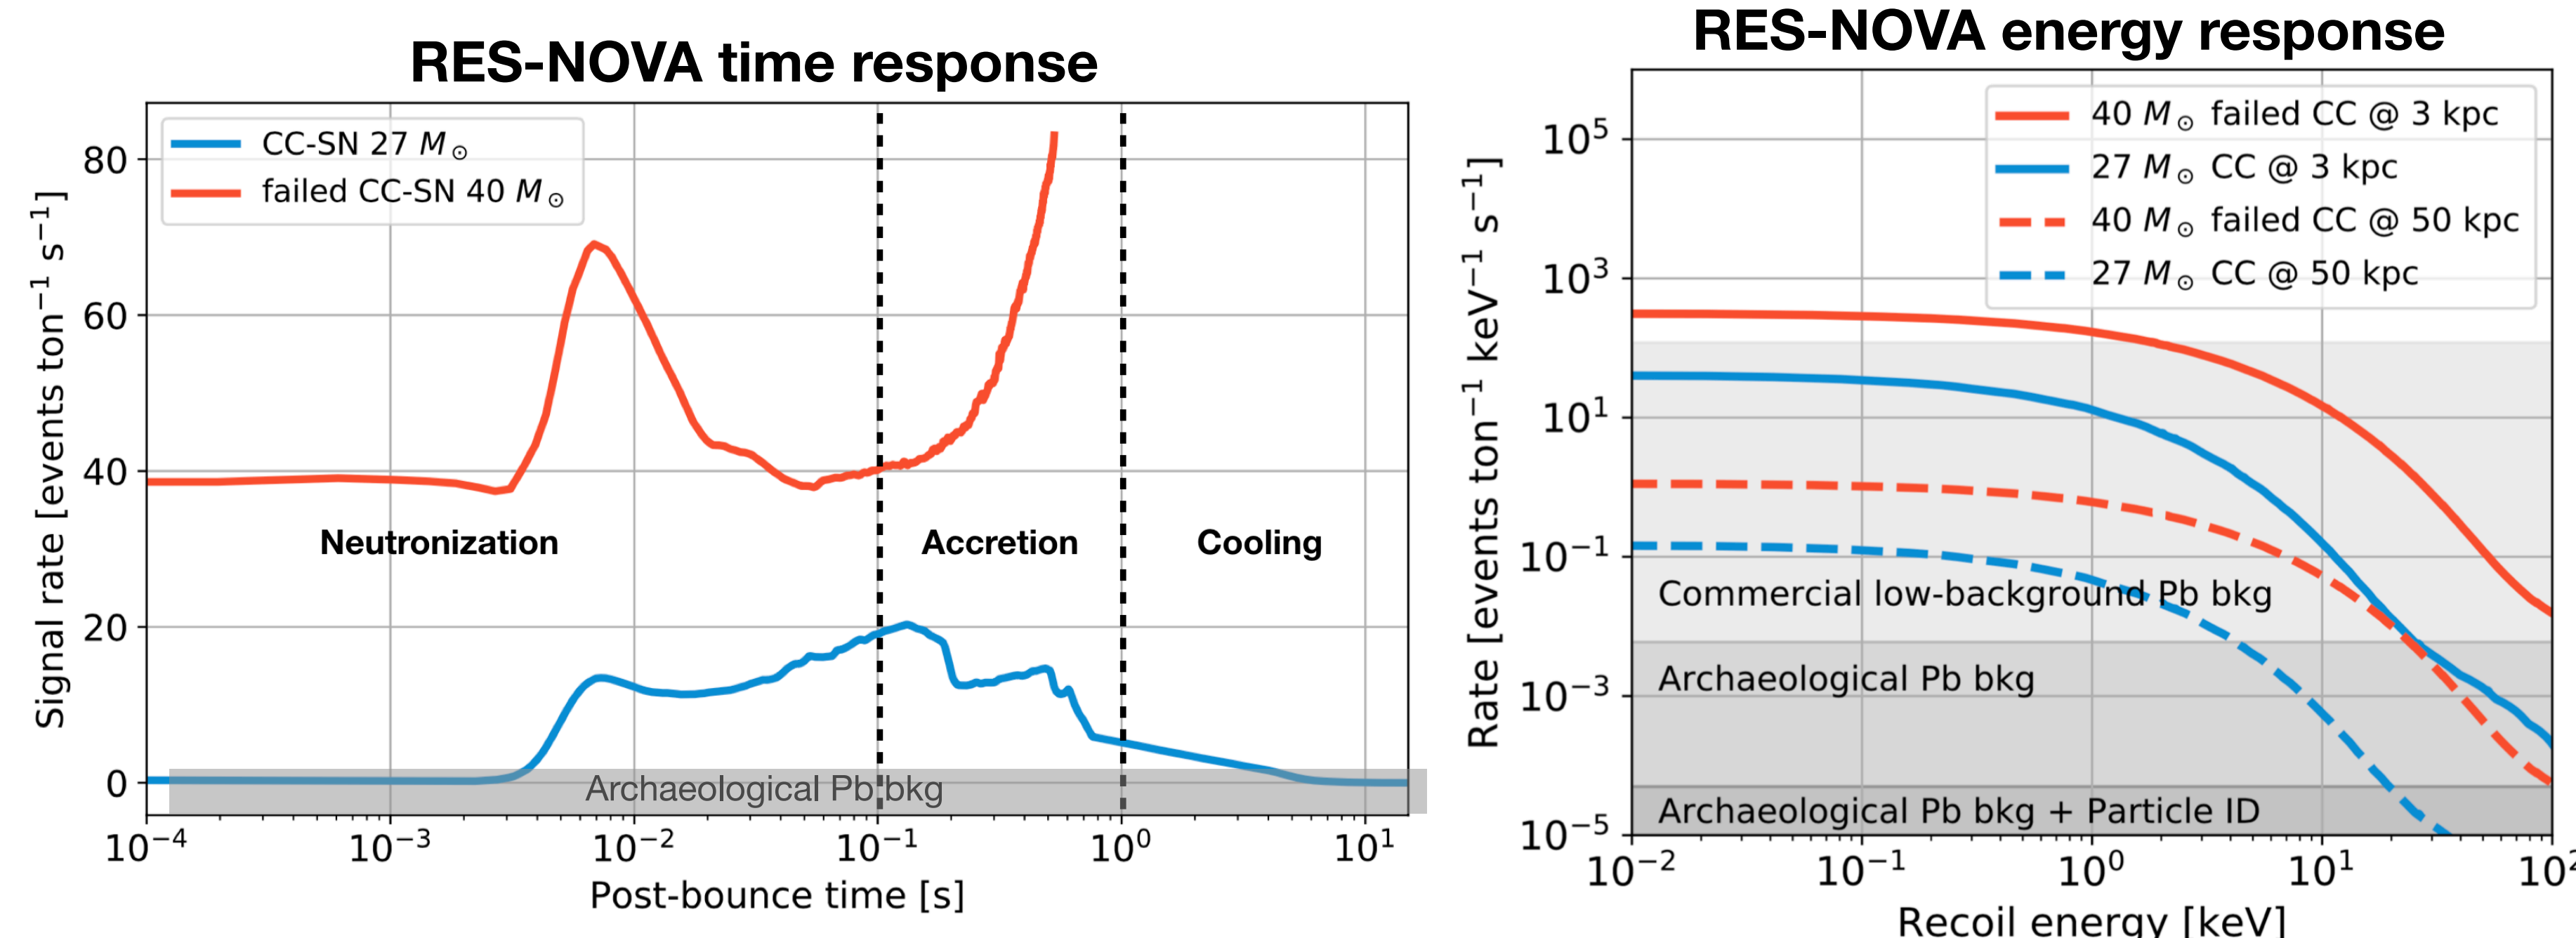 RES-NOVA time response
CC-SN 27 M⊙
failed CC-SN 40 M⊙
Signal rate [events ton⁻¹ s⁻¹]
80
60
40
20
0
Neutronization
Accretion
Cooling
Archaeological Pb bkg
10⁻⁴ 10⁻³ 10⁻² 10⁻¹ 10⁰ 10¹
Post-bounce time [s]
RES-NOVA energy response
40 M⊙ failed CC @ 3 kpc
27 M⊙ CC @ 3 kpc
40 M⊙ failed CC @ 50 kpc
27 M⊙ CC @ 50 kpc
Rate [events ton⁻¹ keV⁻¹ s⁻¹]
10⁵
10³
10¹
10⁻¹
10⁻³
10⁻⁵
Commercial low-background Pb bkg
Archaeological Pb bkg
Archaeological Pb bkg + Particle ID
10⁻² 10⁻¹ 10⁰ 10¹ 10²
Recoil energy [keV]